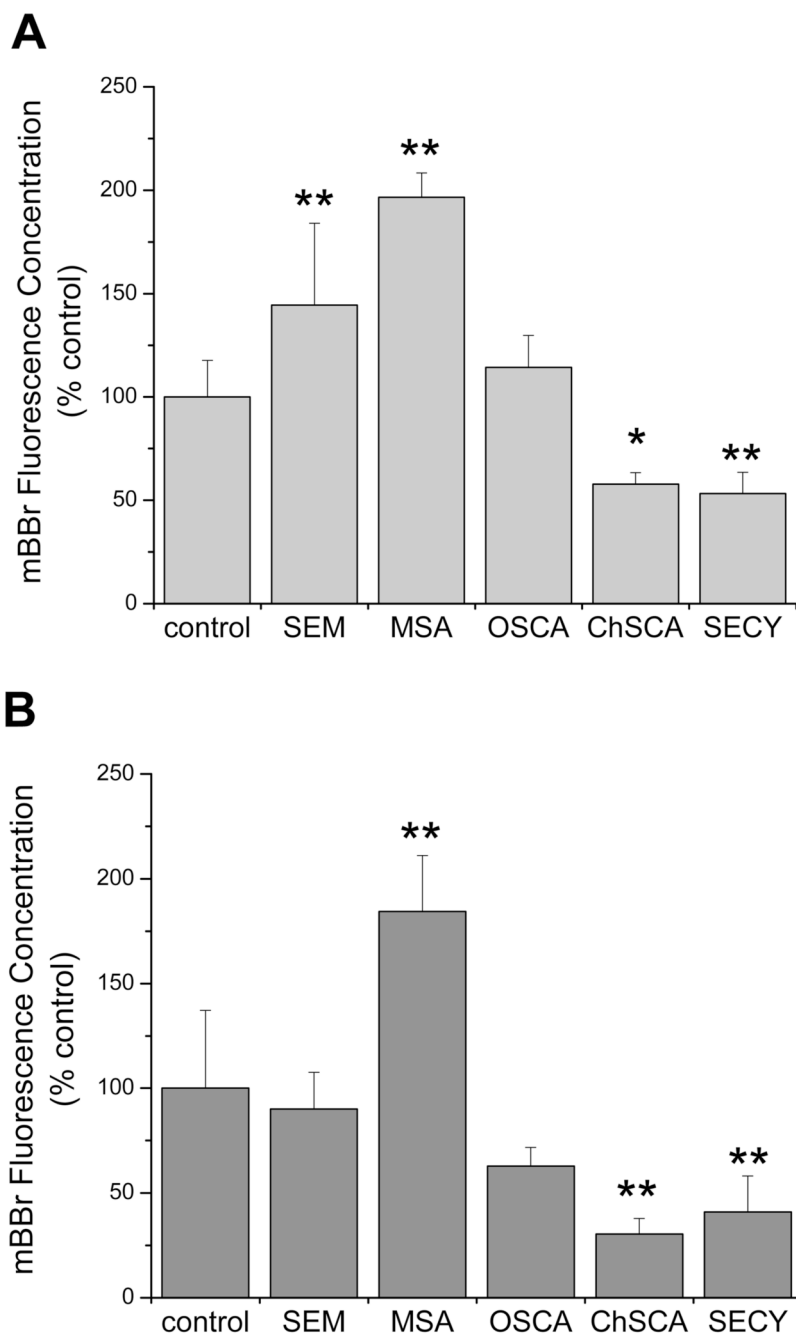 A
mBBr Fluorescence Concentration
(% control)
250
200
150
100
50
0
**
**
*
**
control SEM MSA OSCA ChSCA SECY
B
mBBr Fluorescence Concentration
(% control)
250
200
150
100
50
0
**
**
**
control SEM MSA OSCA ChSCA SECY